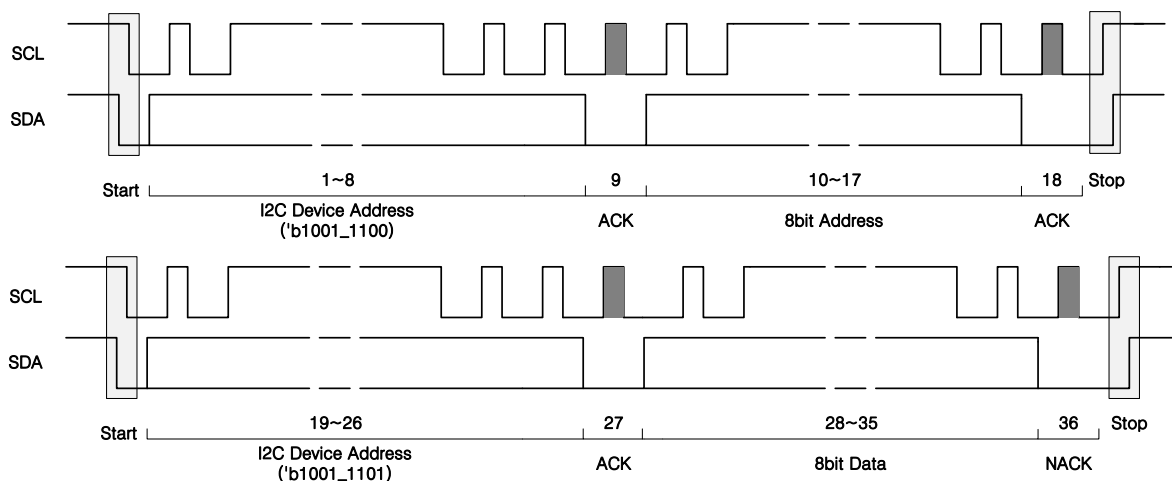 SCL
SDA
Start 1~8 9 10~17 18 Stop
I2C Device Address ACK 8bit Address ACK
('b1001_1100)
SCL
SDA
Start 19~26 27 28~35 36 Stop
I2C Device Address ACK 8bit Data NACK
('b1001_1101)